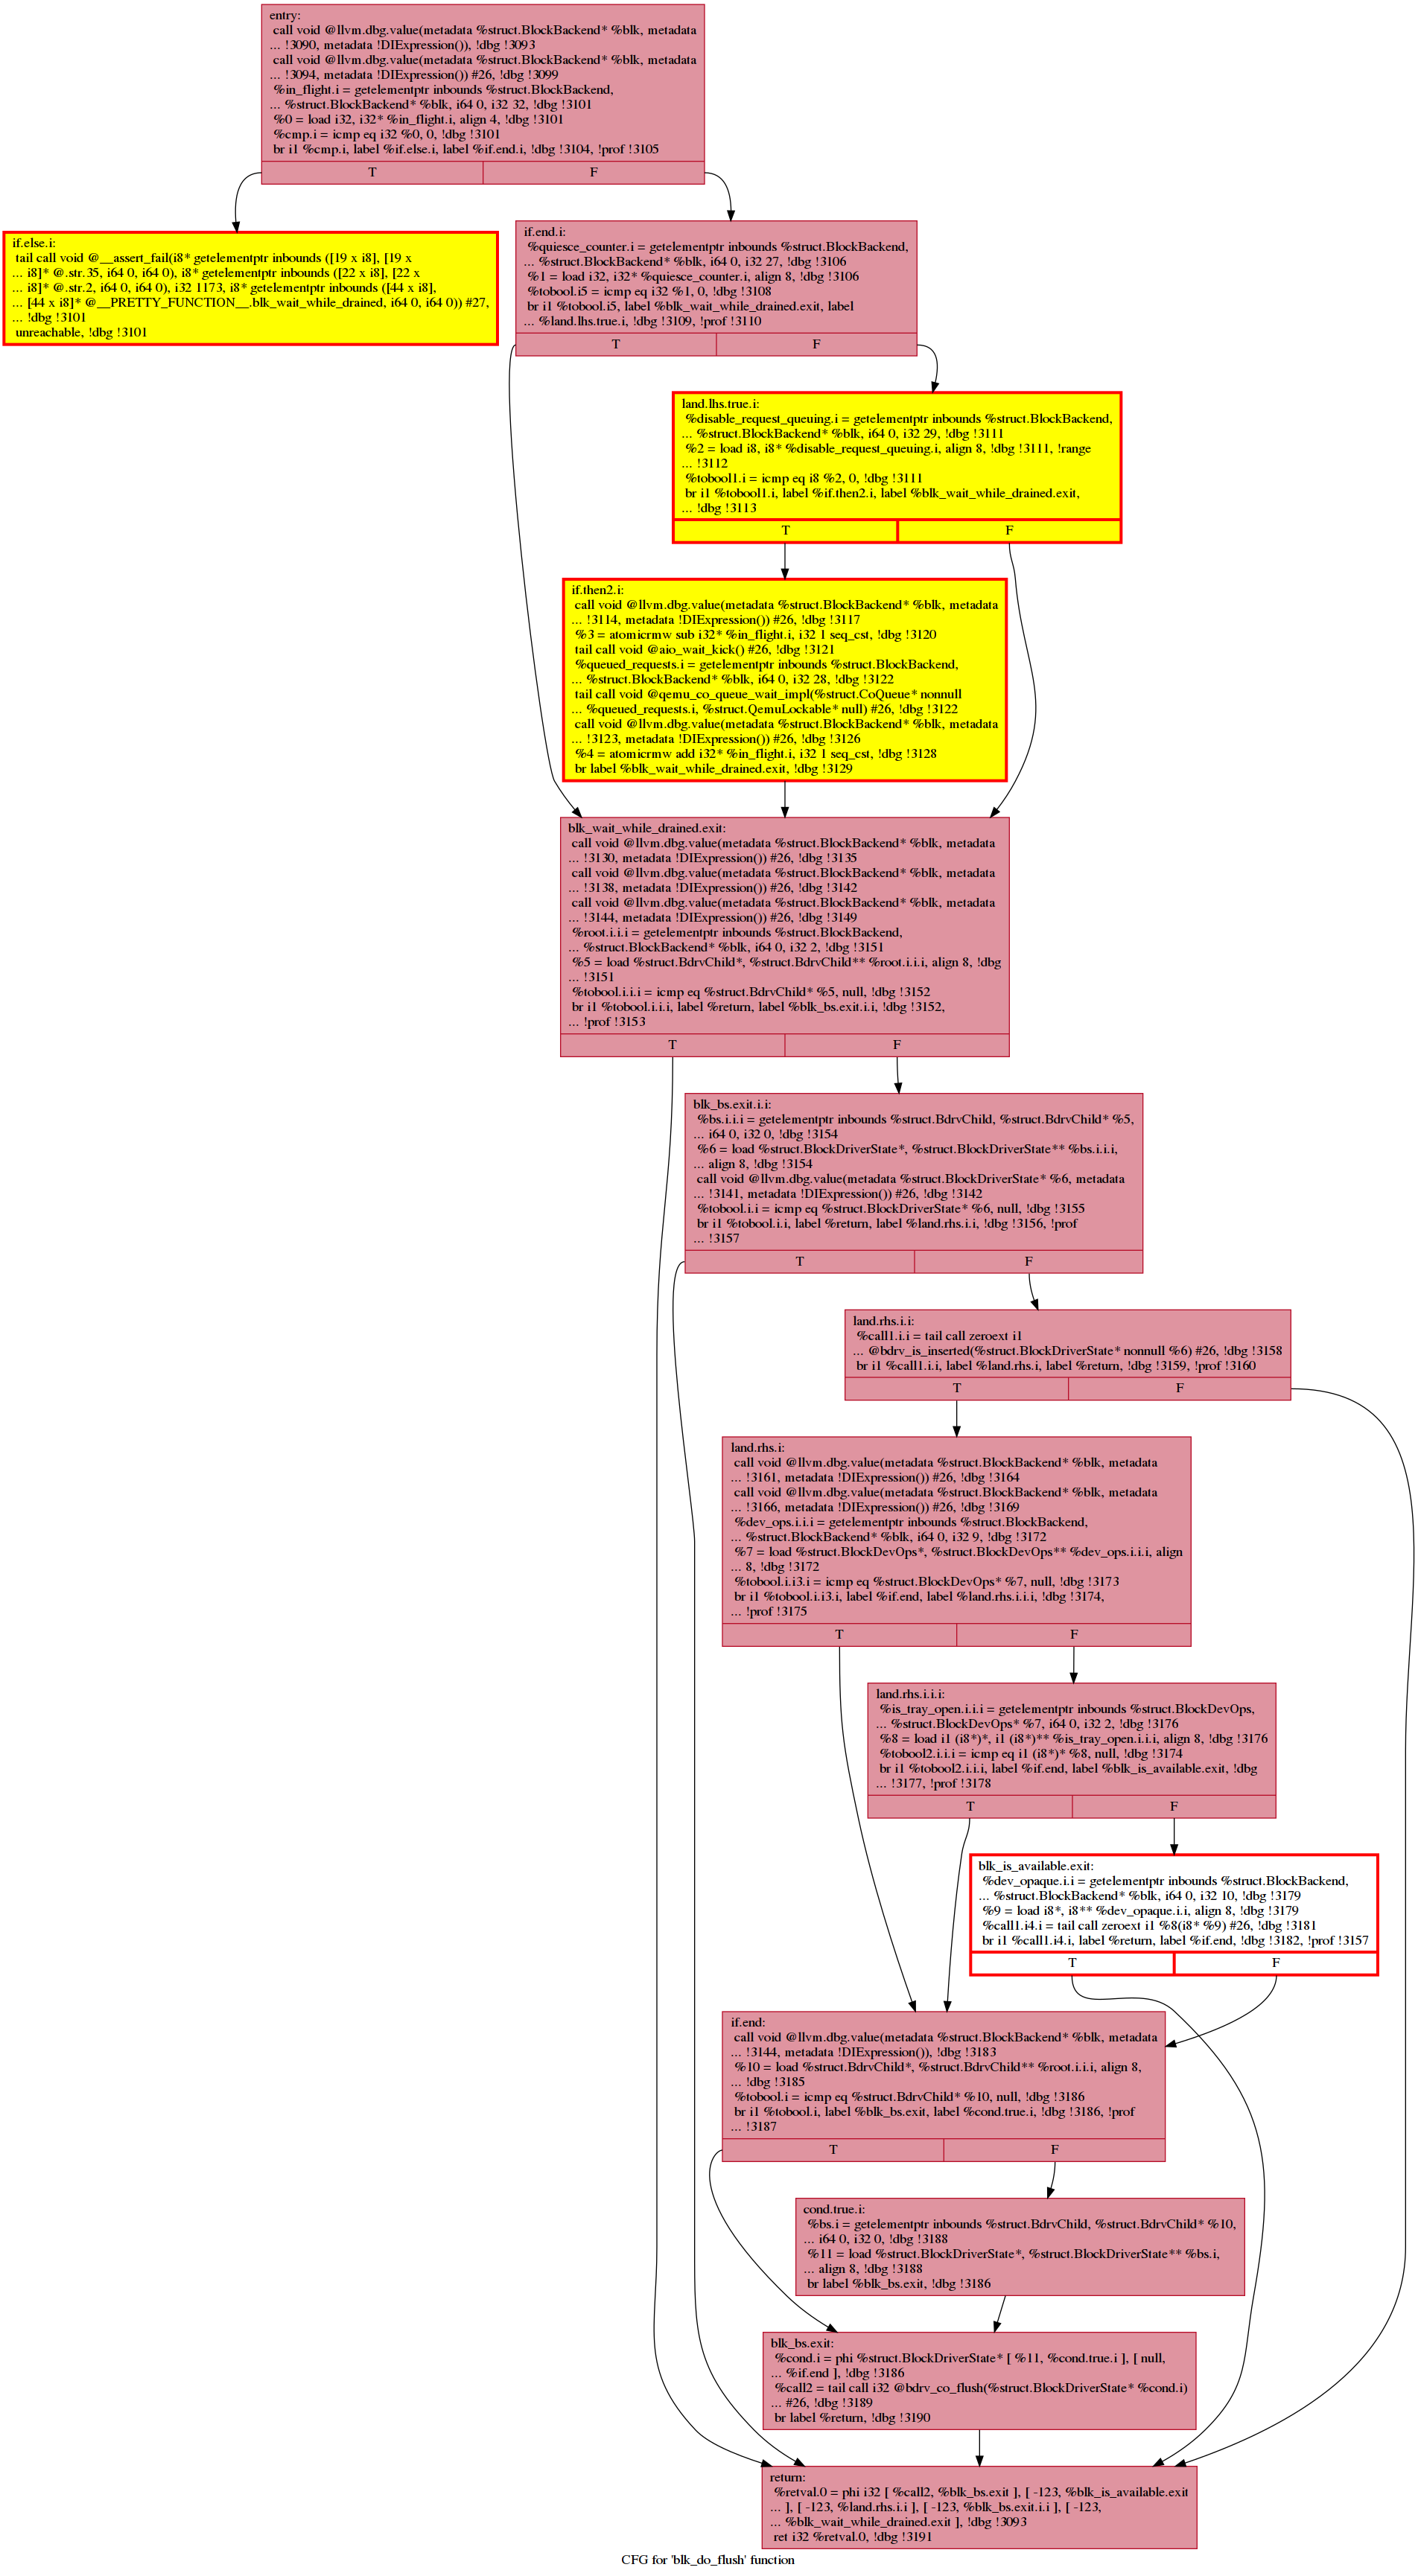 entry:
call void @llvm.dbg.value(metadata %struct.BlockBackend* %blk, metadata
... !3090, metadata !DIExpression()), !dbg !3093
call void @llvm.dbg.value(metadata %struct.BlockBackend* %blk, metadata
... !3094, metadata !DIExpression()) #26, !dbg !3099
%in_flight.i = getelementptr inbounds %struct.BlockBackend,
... %struct.BlockBackend* %blk, i64 0, i32 32, !dbg !3101
%0 = load i32, i32* %in_flight.i, align 4, !dbg !3101
%cmp.i = icmp eq i32 %0, 0, !dbg !3101
br i1 %cmp.i, label %if.else.i, label %if.end.i, !dbg !3104, !prof !3105
T F
if.else.i:
tail call void @__assert_fail(i8* getelementptr inbounds ([19 x i8], [19 x
... i8]* @.str.35, i64 0, i64 0), i8* getelementptr inbounds ([22 x i8], [22 x
... i8]* @.str.2, i64 0, i64 0), i32 1173, i8* getelementptr inbounds ([44 x i8],
... [44 x i8]* @__PRETTY_FUNCTION__.blk_wait_while_drained, i64 0, i64 0)) #27,
... !dbg !3101
unreachable, !dbg !3101
if.end.i:
%quiesce_counter.i = getelementptr inbounds %struct.BlockBackend,
... %struct.BlockBackend* %blk, i64 0, i32 27, !dbg !3106
%1 = load i32, i32* %quiesce_counter.i, align 8, !dbg !3106
%tobool.i5 = icmp eq i32 %1, 0, !dbg !3108
br i1 %tobool.i5, label %blk_wait_while_drained.exit, label
... %land.lhs.true.i, !dbg !3109, !prof !3110
T F
land.lhs.true.i:
%disable_request_queuing.i = getelementptr inbounds %struct.BlockBackend,
... %struct.BlockBackend* %blk, i64 0, i32 29, !dbg !3111
%2 = load i8, i8* %disable_request_queuing.i, align 8, !dbg !3111, !range
... !3112
%tobool1.i = icmp eq i8 %2, 0, !dbg !3111
br i1 %tobool1.i, label %if.then2.i, label %blk_wait_while_drained.exit,
... !dbg !3113
T F
if.then2.i:
call void @llvm.dbg.value(metadata %struct.BlockBackend* %blk, metadata
... !3114, metadata !DIExpression()) #26, !dbg !3117
%3 = atomicrmw sub i32* %in_flight.i, i32 1 seq_cst, !dbg !3120
tail call void @aio_wait_kick() #26, !dbg !3121
%queued_requests.i = getelementptr inbounds %struct.BlockBackend,
... %struct.BlockBackend* %blk, i64 0, i32 28, !dbg !3122
tail call void @qemu_co_queue_wait_impl(%struct.CoQueue* nonnull
... %queued_requests.i, %struct.QemuLockable* null) #26, !dbg !3122
call void @llvm.dbg.value(metadata %struct.BlockBackend* %blk, metadata
... !3123, metadata !DIExpression()) #26, !dbg !3126
%4 = atomicrmw add i32* %in_flight.i, i32 1 seq_cst, !dbg !3128
br label %blk_wait_while_drained.exit, !dbg !3129
blk_wait_while_drained.exit:
call void @llvm.dbg.value(metadata %struct.BlockBackend* %blk, metadata
... !3130, metadata !DIExpression()) #26, !dbg !3135
call void @llvm.dbg.value(metadata %struct.BlockBackend* %blk, metadata
... !3138, metadata !DIExpression()) #26, !dbg !3142
call void @llvm.dbg.value(metadata %struct.BlockBackend* %blk, metadata
... !3144, metadata !DIExpression()) #26, !dbg !3149
%root.i.i.i = getelementptr inbounds %struct.BlockBackend,
... %struct.BlockBackend* %blk, i64 0, i32 2, !dbg !3151
%5 = load %struct.BdrvChild*, %struct.BdrvChild** %root.i.i.i, align 8, !dbg
... !3151
%tobool.i.i.i = icmp eq %struct.BdrvChild* %5, null, !dbg !3152
br i1 %tobool.i.i.i, label %return, label %blk_bs.exit.i.i, !dbg !3152,
... !prof !3153
T F
blk_bs.exit.i.i:
%bs.i.i.i = getelementptr inbounds %struct.BdrvChild, %struct.BdrvChild* %5,
... i64 0, i32 0, !dbg !3154
%6 = load %struct.BlockDriverState*, %struct.BlockDriverState** %bs.i.i.i,
... align 8, !dbg !3154
call void @llvm.dbg.value(metadata %struct.BlockDriverState* %6, metadata
... !3141, metadata !DIExpression()) #26, !dbg !3142
%tobool.i.i = icmp eq %struct.BlockDriverState* %6, null, !dbg !3155
br i1 %tobool.i.i, label %return, label %land.rhs.i.i, !dbg !3156, !prof
... !3157
T F
land.rhs.i.i:
%call1.i.i = tail call zeroext i1
... @bdrv_is_inserted(%struct.BlockDriverState* nonnull %6) #26, !dbg !3158
br i1 %call1.i.i, label %land.rhs.i, label %return, !dbg !3159, !prof !3160
T F
land.rhs.i:
call void @llvm.dbg.value(metadata %struct.BlockBackend* %blk, metadata
... !3161, metadata !DIExpression()) #26, !dbg !3164
call void @llvm.dbg.value(metadata %struct.BlockBackend* %blk, metadata
... !3166, metadata !DIExpression()) #26, !dbg !3169
%dev_ops.i.i.i = getelementptr inbounds %struct.BlockBackend,
... %struct.BlockBackend* %blk, i64 0, i32 9, !dbg !3172
%7 = load %struct.BlockDevOps*, %struct.BlockDevOps** %dev_ops.i.i.i, align
... 8, !dbg !3172
%tobool.i.i3.i = icmp eq %struct.BlockDevOps* %7, null, !dbg !3173
br i1 %tobool.i.i3.i, label %if.end, label %land.rhs.i.i.i, !dbg !3174,
... !prof !3175
T F
land.rhs.i.i.i:
%is_tray_open.i.i.i = getelementptr inbounds %struct.BlockDevOps,
... %struct.BlockDevOps* %7, i64 0, i32 2, !dbg !3176
%8 = load i1 (i8*)*, i1 (i8*)** %is_tray_open.i.i.i, align 8, !dbg !3176
%tobool2.i.i.i = icmp eq i1 (i8*)* %8, null, !dbg !3174
br i1 %tobool2.i.i.i, label %if.end, label %blk_is_available.exit, !dbg
... !3177, !prof !3178
T F
blk_is_available.exit:
%dev_opaque.i.i = getelementptr inbounds %struct.BlockBackend,
... %struct.BlockBackend* %blk, i64 0, i32 10, !dbg !3179
%9 = load i8*, i8** %dev_opaque.i.i, align 8, !dbg !3179
%call1.i4.i = tail call zeroext i1 %8(i8* %9) #26, !dbg !3181
br i1 %call1.i4.i, label %return, label %if.end, !dbg !3182, !prof !3157
T F
if.end:
call void @llvm.dbg.value(metadata %struct.BlockBackend* %blk, metadata
... !3144, metadata !DIExpression()), !dbg !3183
%10 = load %struct.BdrvChild*, %struct.BdrvChild** %root.i.i.i, align 8,
... !dbg !3185
%tobool.i = icmp eq %struct.BdrvChild* %10, null, !dbg !3186
br i1 %tobool.i, label %blk_bs.exit, label %cond.true.i, !dbg !3186, !prof
... !3187
T F
cond.true.i:
%bs.i = getelementptr inbounds %struct.BdrvChild, %struct.BdrvChild* %10,
... i64 0, i32 0, !dbg !3188
%11 = load %struct.BlockDriverState*, %struct.BlockDriverState** %bs.i,
... align 8, !dbg !3188
br label %blk_bs.exit, !dbg !3186
blk_bs.exit:
%cond.i = phi %struct.BlockDriverState* [ %11, %cond.true.i ], [ null,
... %if.end ], !dbg !3186
%call2 = tail call i32 @bdrv_co_flush(%struct.BlockDriverState* %cond.i)
... #26, !dbg !3189
br label %return, !dbg !3190
return:
%retval.0 = phi i32 [ %call2, %blk_bs.exit ], [ -123, %blk_is_available.exit
... ], [ -123, %land.rhs.i.i ], [ -123, %blk_bs.exit.i.i ], [ -123,
... %blk_wait_while_drained.exit ], !dbg !3093
ret i32 %retval.0, !dbg !3191
CFG for 'blk_do_flush' function